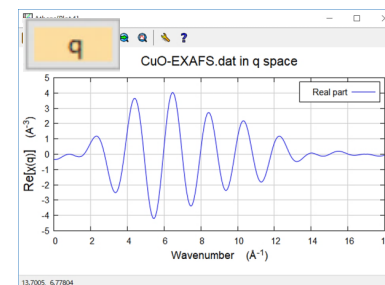 q
?
CuO-EXAFS.dat in q space
Real part
Re[χ(q)] (Å⁻³)
5
4
3
2
1
0
-1
-2
-3
-4
-5
0 2 4 6 8 10 12 14 16
Wavenumber (Å⁻¹)
13.7005, 6.77804